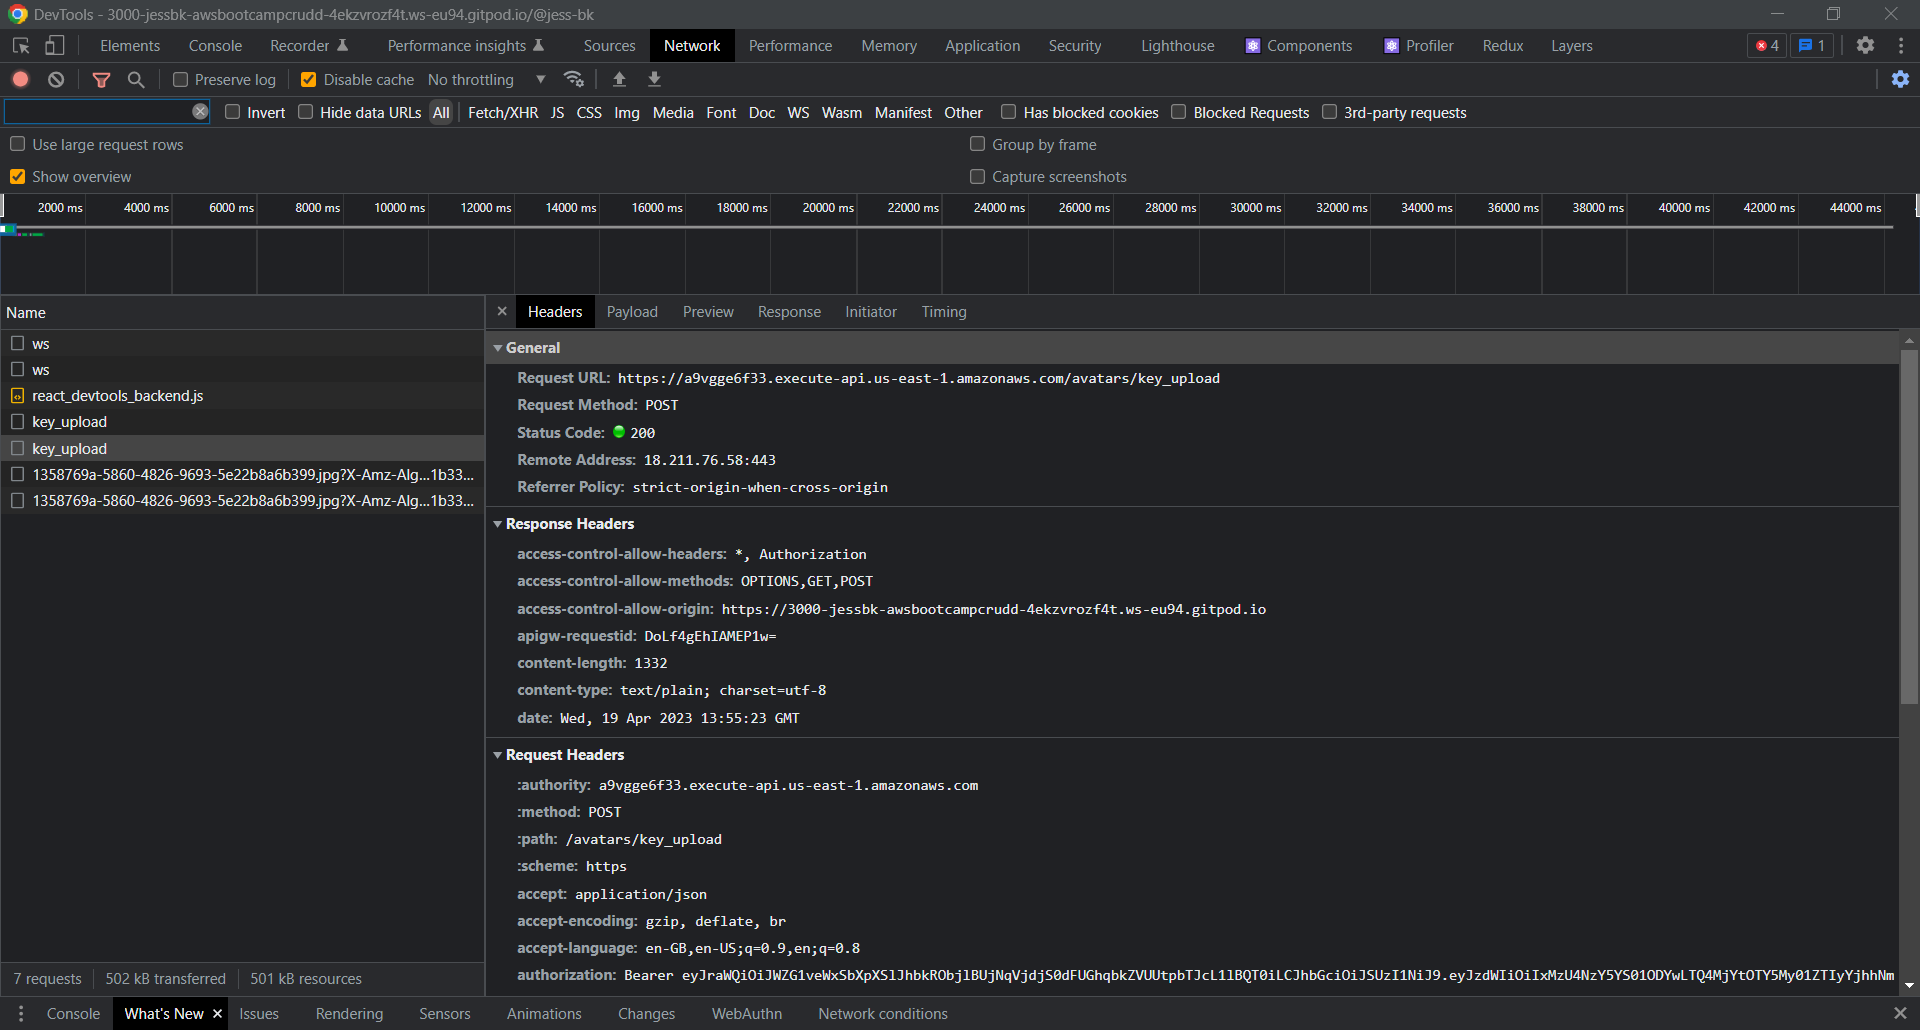 DevTools - 3000-jessbk-awsbootcampcrudd-4ekzvrozf4t.ws-eu94.gitpod.io/@jess-bk
Elements Console Recorder Performance insights Sources Network Performance Memory Application Security Lighthouse Components Profiler Redux Layers 4 1
Preserve log Disable cache No throttling
Invert Hide data URLs All Fetch/XHR JS CSS Img Media Font Doc WS Wasm Manifest Other Has blocked cookies Blocked Requests 3rd-party requests
Use large request rows Group by frame
Show overview Capture screenshots
2000 ms 4000 ms 6000 ms 8000 ms 10000 ms 12000 ms 14000 ms 16000 ms 18000 ms 20000 ms 22000 ms 24000 ms 26000 ms 28000 ms 30000 ms 32000 ms 34000 ms 36000 ms 38000 ms 40000 ms 42000 ms 44000 ms
Name
ws
ws
react_devtools_backend.js
key_upload
key_upload
1358769a-5860-4826-9693-5e22b8a6b399.jpg?X-Amz-Alg...1b33...
1358769a-5860-4826-9693-5e22b8a6b399.jpg?X-Amz-Alg...1b33...
7 requests 502 kB transferred 501 kB resources
Headers Payload Preview Response Initiator Timing
General
Request URL: https://a9vgge6f33.execute-api.us-east-1.amazonaws.com/avatars/key_upload
Request Method: POST
Status Code: 200
Remote Address: 18.211.76.58:443
Referrer Policy: strict-origin-when-cross-origin
Response Headers
access-control-allow-headers: *, Authorization
access-control-allow-methods: OPTIONS,GET,POST
access-control-allow-origin: https://3000-jessbk-awsbootcampcrudd-4ekzvrozf4t.ws-eu94.gitpod.io
apigw-requestid: DoLf4gEhIAMEP1w=
content-length: 1332
content-type: text/plain; charset=utf-8
date: Wed, 19 Apr 2023 13:55:23 GMT
Request Headers
:authority: a9vgge6f33.execute-api.us-east-1.amazonaws.com
:method: POST
:path: /avatars/key_upload
:scheme: https
accept: application/json
accept-encoding: gzip, deflate, br
accept-language: en-GB,en-US;q=0.9,en;q=0.8
authorization: Bearer
Console What's New Issues Rendering Sensors Animations Changes WebAuthn Network conditions